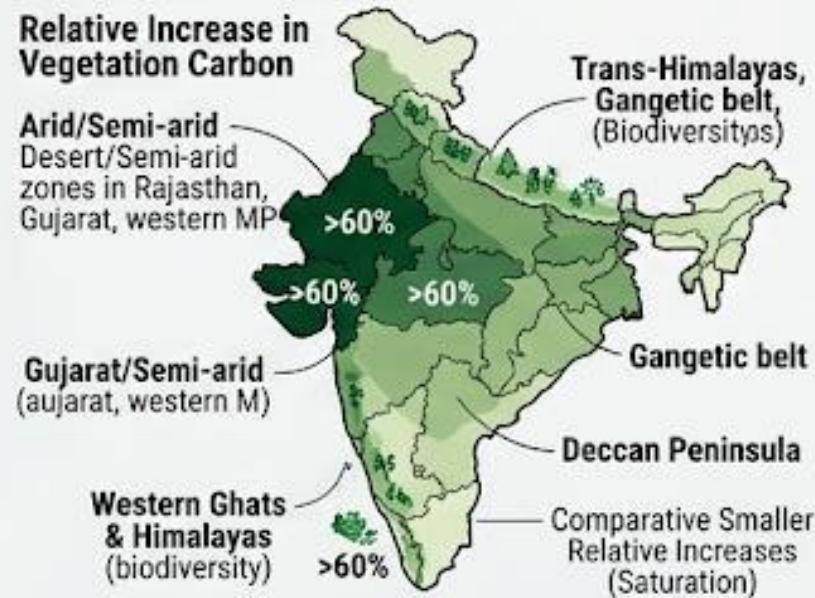 Relative Increase in
Vegetation Carbon
Arid/Semi-arid
Desert/Semi-arid
zones in Rajasthan,
Gujarat, western MP
>60%
>60%
>60%
Trans-Himalayas,
Gangetic belt,
(Biodiversityps)
Gujarat/Semi-arid
(aujarat, western M)
Gangetic belt
Deccan Peninsula
Western Ghats
& Himalayas
(biodiversity)
>60%
Comparative Smaller
Relative Increases
(Saturation)